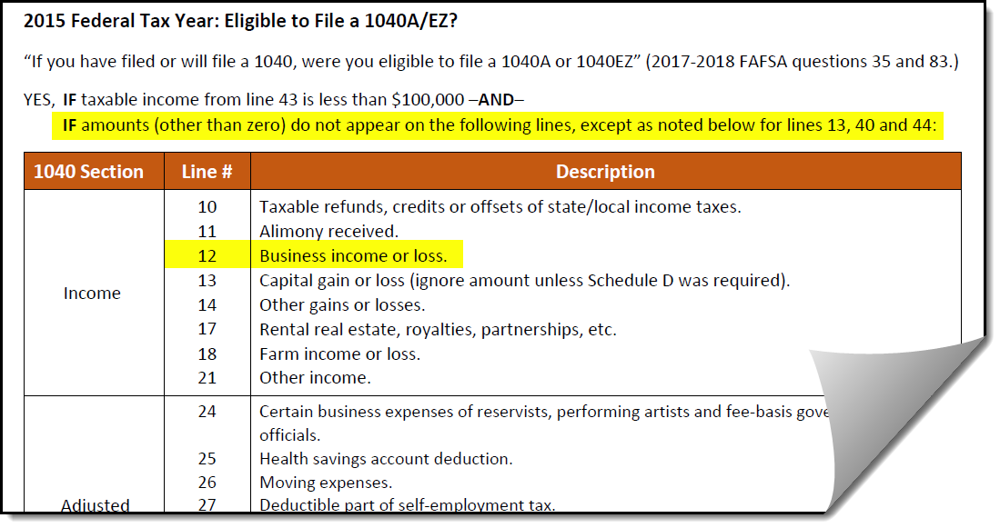 2015 Federal Tax Year: Eligible to File a 1040A/EZ?
“If you have filed or will file a 1040, were you eligible to file a 1040A or 1040EZ” (2017-2018 FAFSA questions 35 and 83.)
YES, IF taxable income from line 43 is less than $100,000 –AND–
IF amounts (other than zero) do not appear on the following lines, except as noted below for lines 13, 40 and 44:
1040 Section Line # Description
10 Taxable refunds, credits or offsets of state/local income taxes.
11 Alimony received.
12 Business income or loss.
13 Capital gain or loss (ignore amount unless Schedule D was required).
Income
14 Other gains or losses.
17 Rental real estate, royalties, partnerships, etc.
18 Farm income or loss.
21 Other income.
24 Certain business expenses of reservists, performing artists and fee-basis
officials.
25 Health savings account deduction.
26 Moving expenses.
Adjusted 27 Deductible part of self-employment tax.